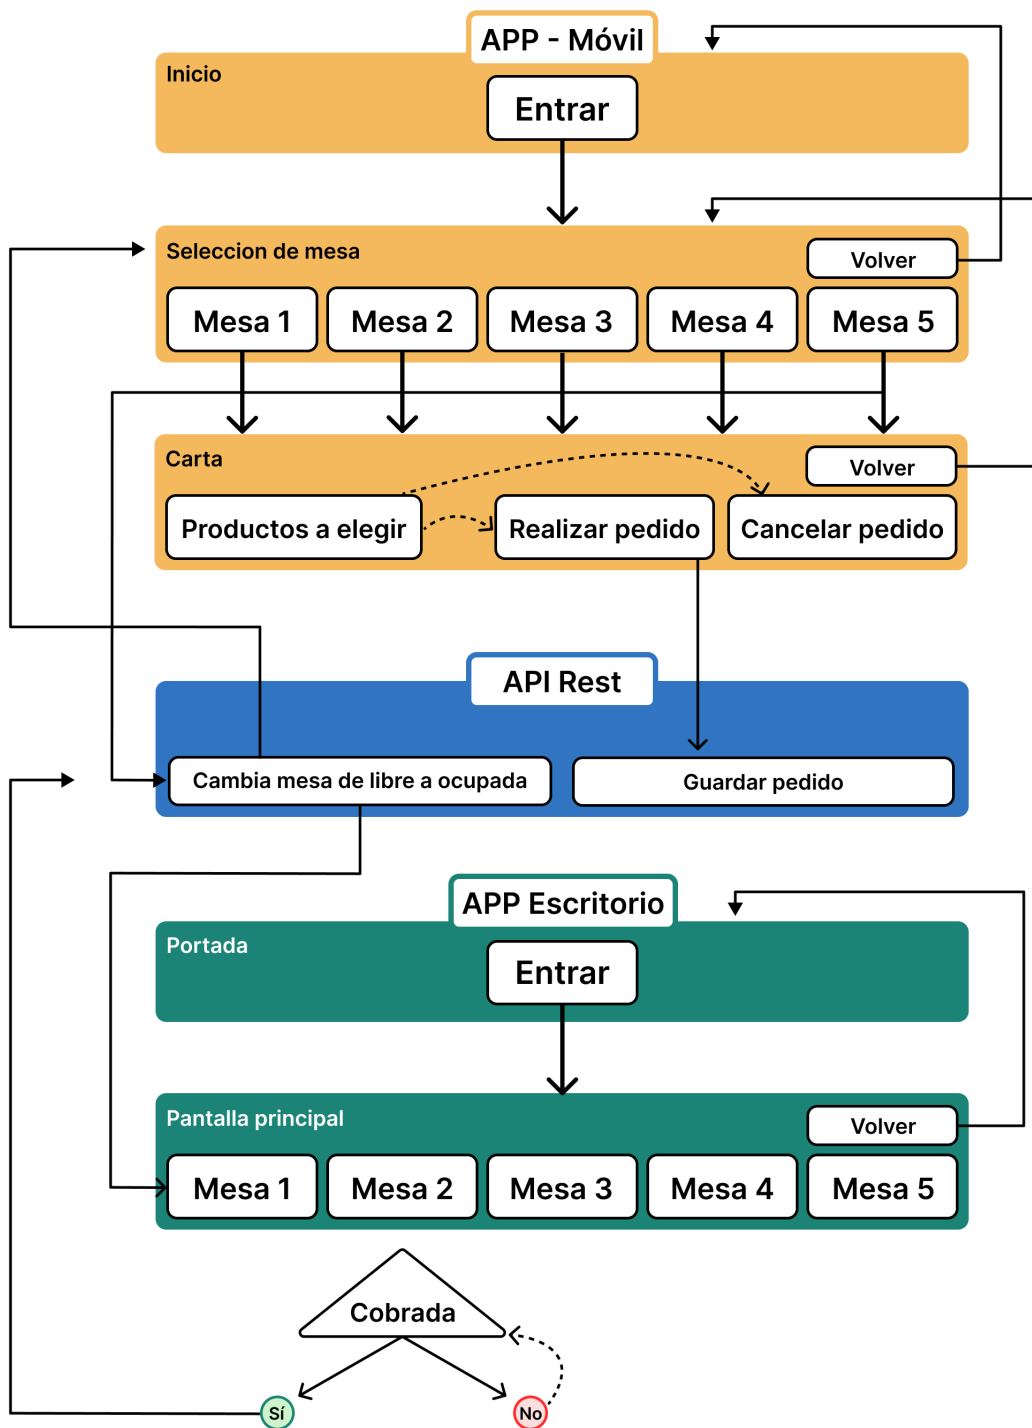 APP - Móvil
Inicio
Entrar
Seleccion de mesa
Volver
Mesa 1
Mesa 2
Mesa 3
Mesa 4
Mesa 5
Carta
Volver
Productos a elegir
Realizar pedido
Cancelar pedido
API Rest
Cambia mesa de libre a ocupada
Guardar pedido
APP Escritorio
Portada
Entrar
Pantalla principal
Volver
Mesa 1
Mesa 2
Mesa 3
Mesa 4
Mesa 5
Cobrada
Sí
No